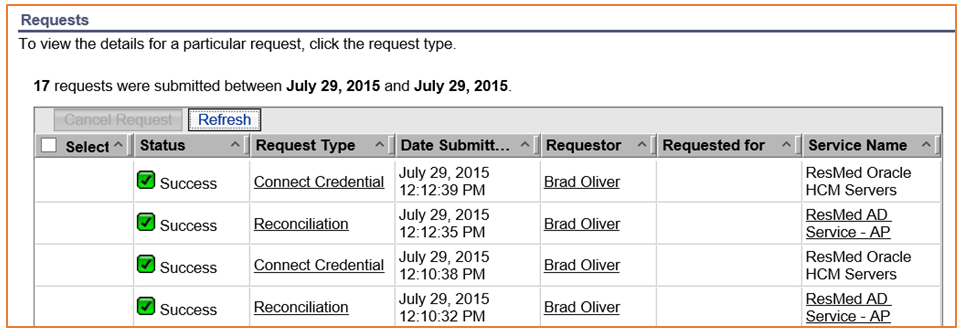 Requests
To view the details for a particular request, click the request type.
17 requests were submitted between July 29, 2015 and July 29, 2015.
Cancel Request Refresh
Select ^ Status ^ Request Type ^ Date Submitt... ^ Requestor ^ Requested for ^ Service Name ^
Success Connect Credential July 29, 2015 12:12:39 PM Brad Oliver ResMed Oracle HCM Servers
Success Reconciliation July 29, 2015 12:12:35 PM Brad Oliver ResMed AD Service - AP
Success Connect Credential July 29, 2015 12:10:38 PM Brad Oliver ResMed Oracle HCM Servers
Success Reconciliation July 29, 2015 12:10:32 PM Brad Oliver ResMed AD Service - AP